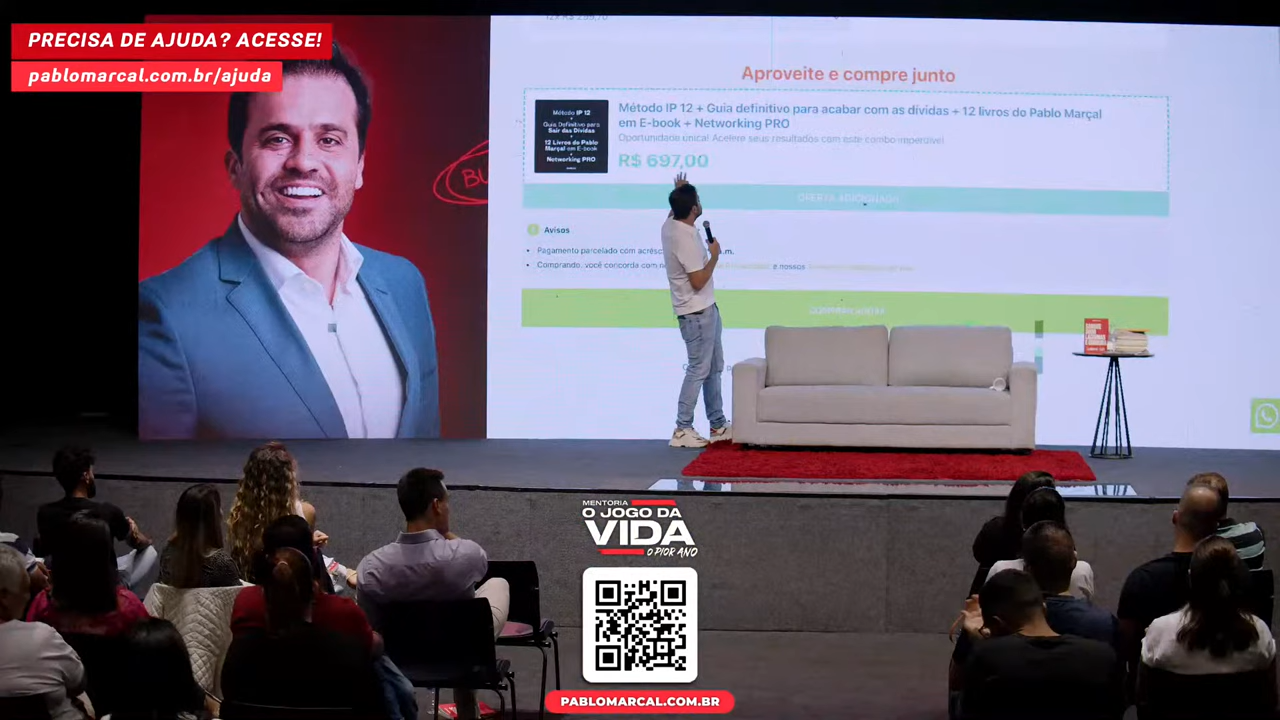 PRECISA DE AJUDA? ACESSE!
pablomarcal.com.br/ajuda
Aproveite e compre junto
Método IP 12
+
Guia Definitivo para
Sair das Dívidas
+
12 Livros do Pablo
Marçal em E-book
+
Networking PRO
Método IP 12 + Guia definitivo para acabar com as dívidas + 12 livros do Pablo Marçal
em E-book + Networking PRO
Oportunidade única! Acelere seus resultados com este combo imperdível
R$ 697,00
OFERTA ADICIONADA
Avisos
Pagamento parcelado com a.m.
Comprando, você concorda com e nossos
MENTORIA
O JOGO DA
VIDA
O PIOR ANO
PABLOMARCAL.COM.BR